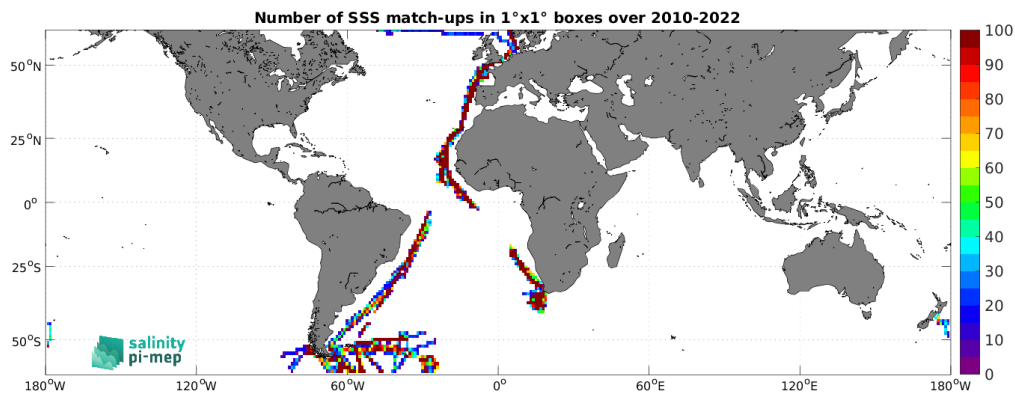 Number of SSS match-ups in 1°x1° boxes over 2010-2022
50°N
25°N
0°
25°S
50°S
180°W
120°W
60°W
0°
60°E
120°E
180°W
100
90
80
70
60
50
40
30
20
10
0
salinity
pi-mep